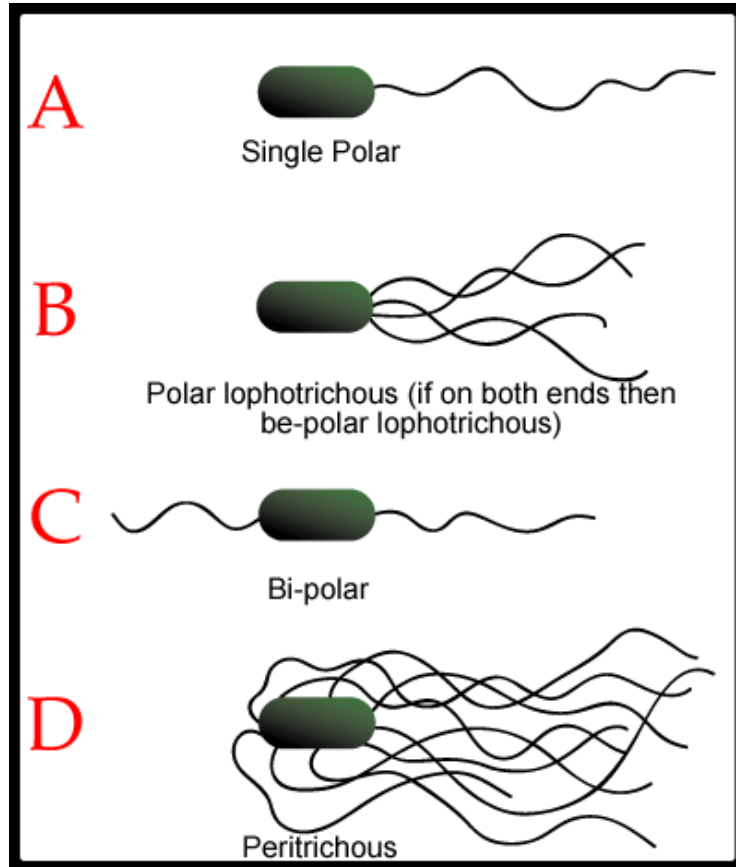 A
Single Polar
B
Polar lophotrichous (if on both ends then
be-polar lophotrichous)
C
Bi-polar
D
Peritrichous